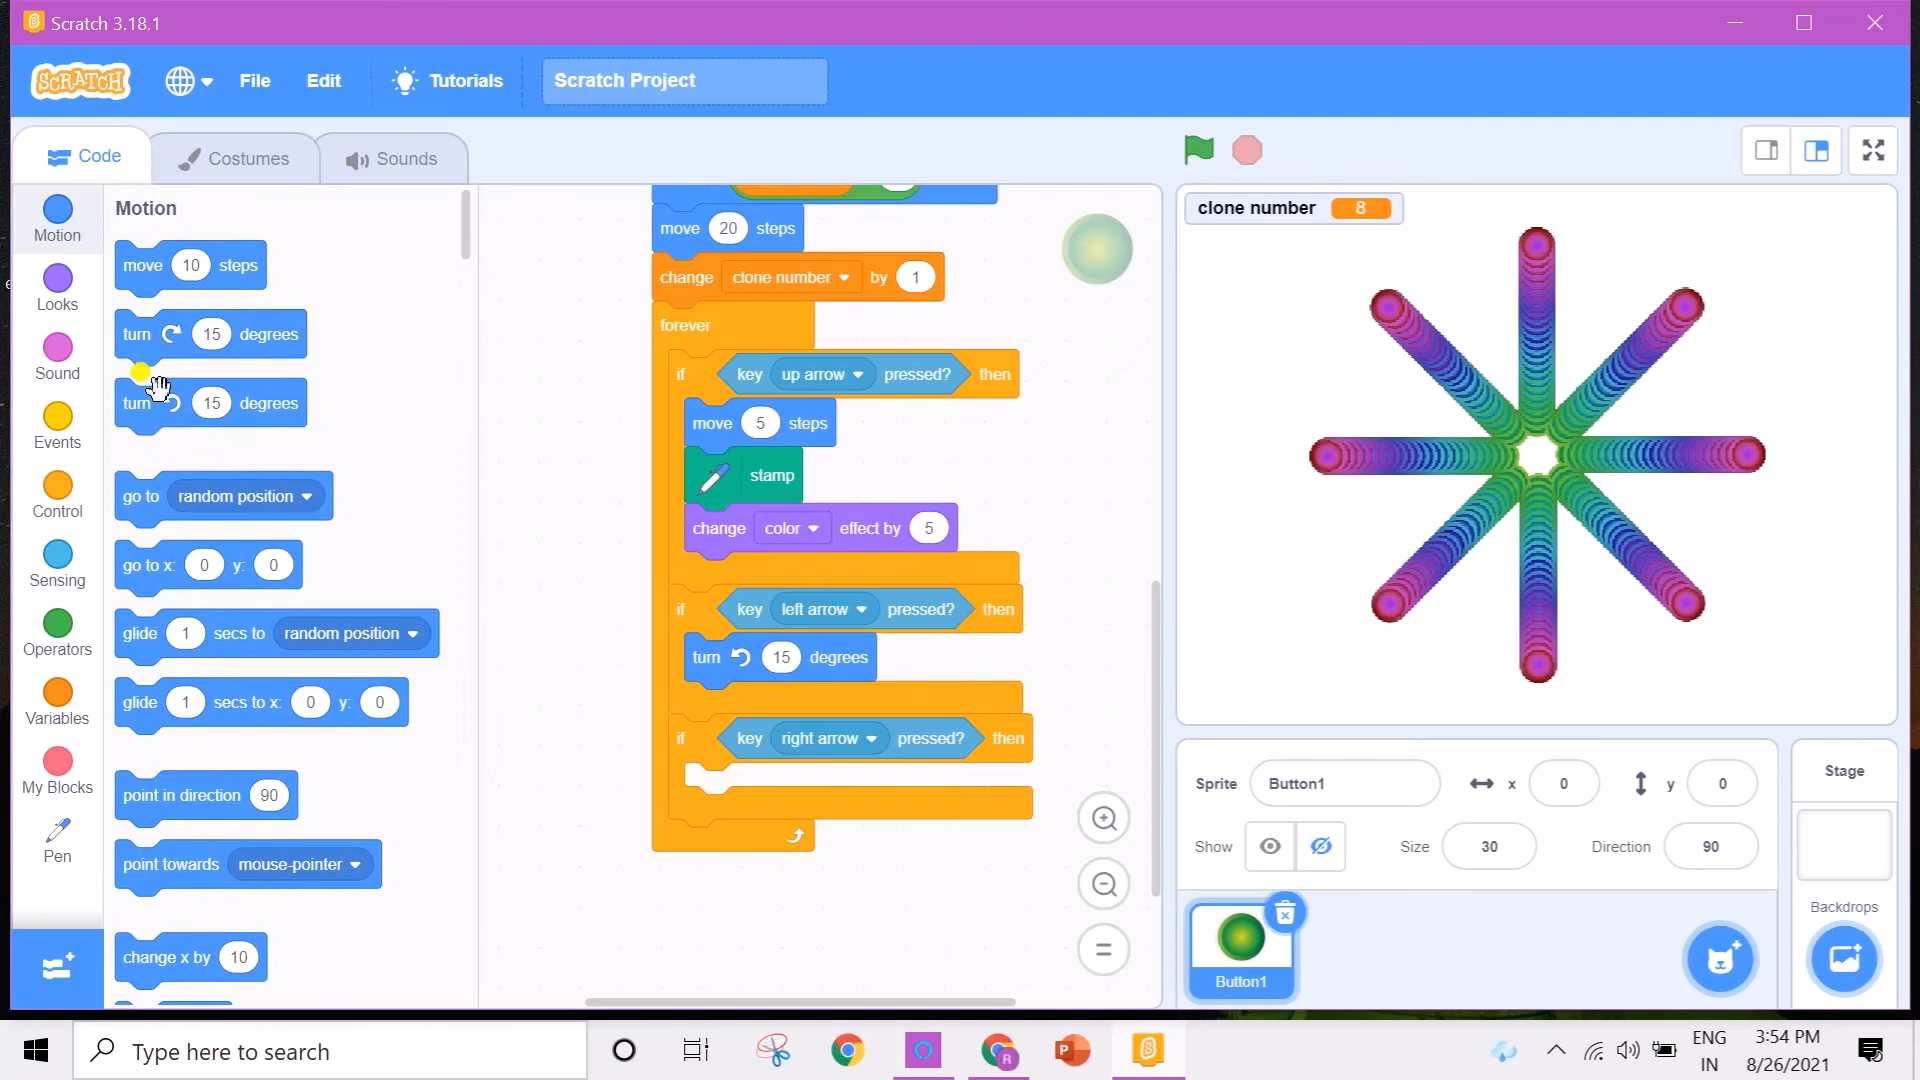 Scratch 3.18.1
SCRATCH
File
Edit
Tutorials
Scratch Project
Code
Costumes
Sounds
Motion
Looks
Sound
Events
Control
Sensing
Operators
Variables
My Blocks
Pen
Motion
move 10 steps
turn 15 degrees
turn 15 degrees
go to random position
go to x: 0 y: 0
glide 1 secs to random position
glide 1 secs to x: 0 y: 0
point in direction 90
point towards mouse-pointer
change x by 10
move 20 steps
change clone number by 1
forever
if key up arrow pressed? then
move 5 steps
stamp
change color effect by 5
if key left arrow pressed? then
turn 15 degrees
if key right arrow pressed? then
clone number 8
Sprite Button1 x 0 y 0
Show Size 30 Direction 90
Button1
Stage
Backdrops
Type here to search
ENG
IN
3:54 PM
8/26/2021